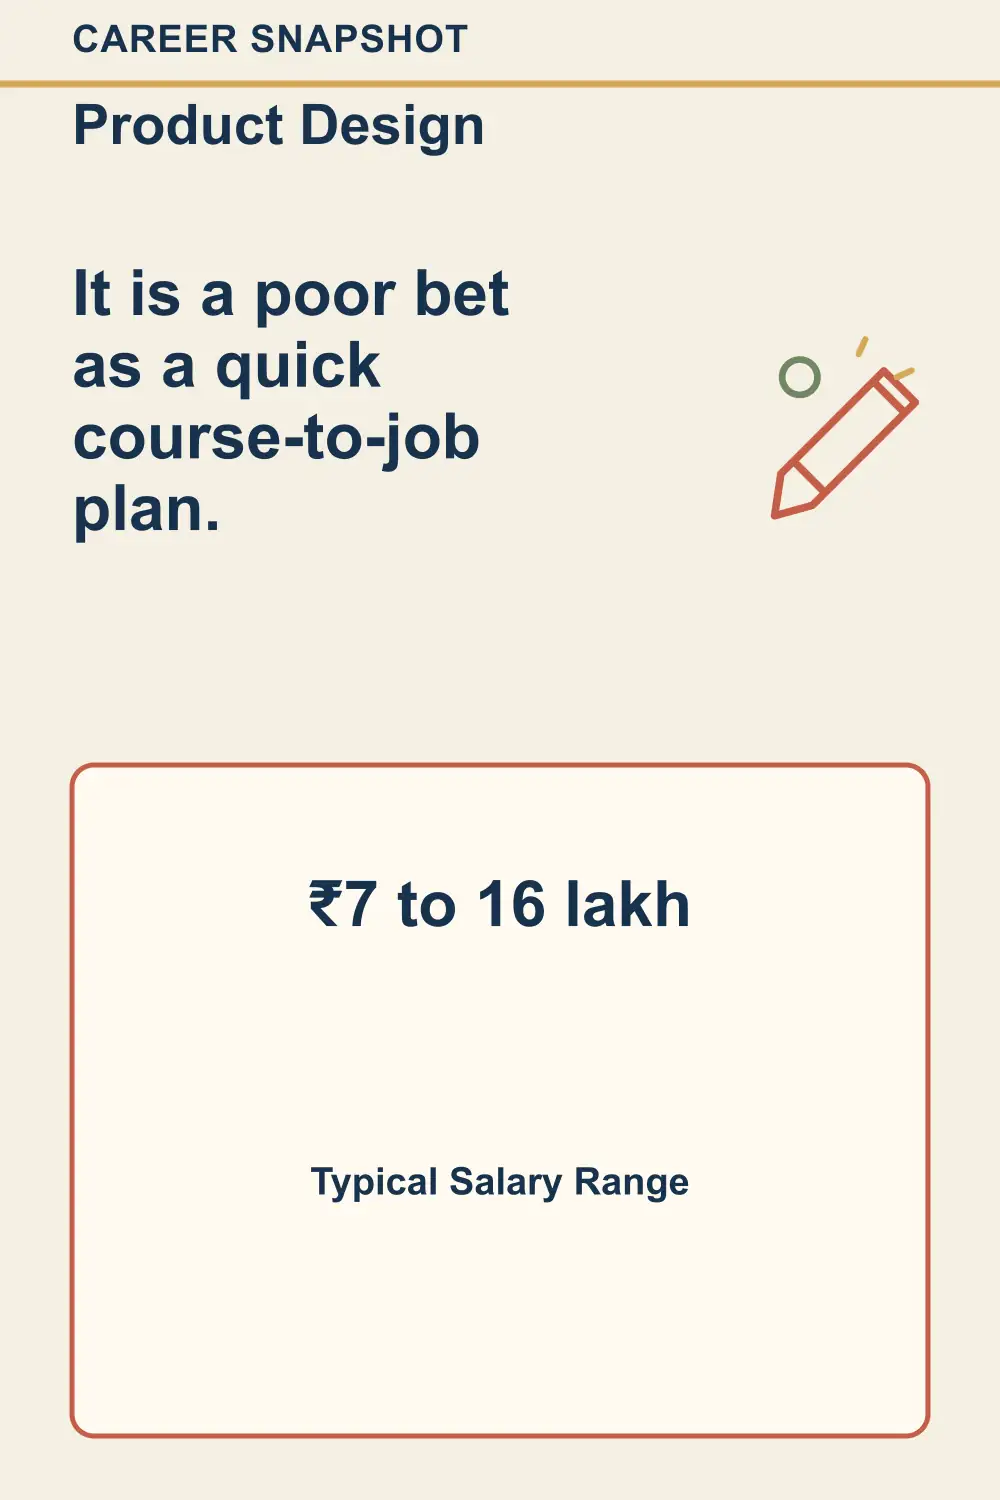 CAREER SNAPSHOT
Product Design
It is a poor bet
as a quick
course-to-job
plan.
₹7 to 16 lakh
Typical Salary Range